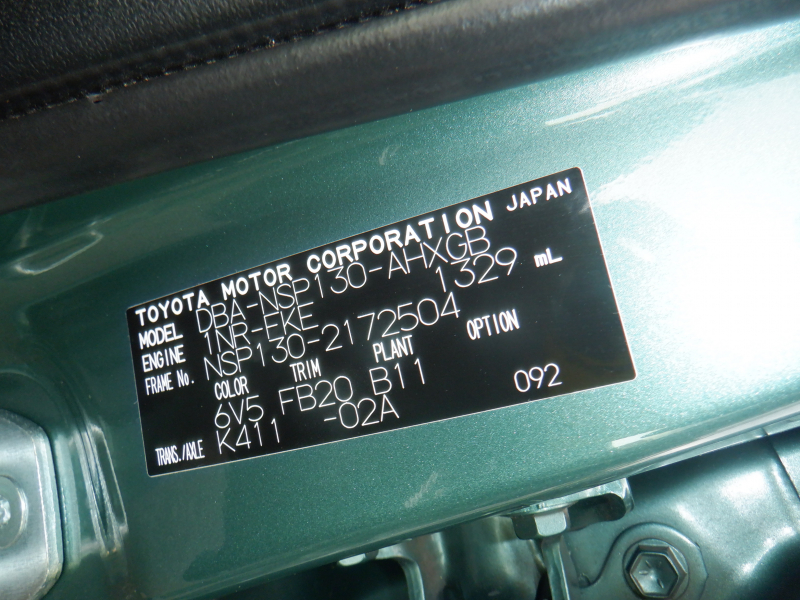 TOYOTA MOTOR CORPORATION JAPAN
MODEL DBA-NSP130-AHXGB
ENGINE 1NR-EKE 1329 mL
FRAME No. NSP130-2172504
COLOR TRIM PLANT OPTION
6V5 FB20 B11
TRANS./AXLE K411 -02A 092